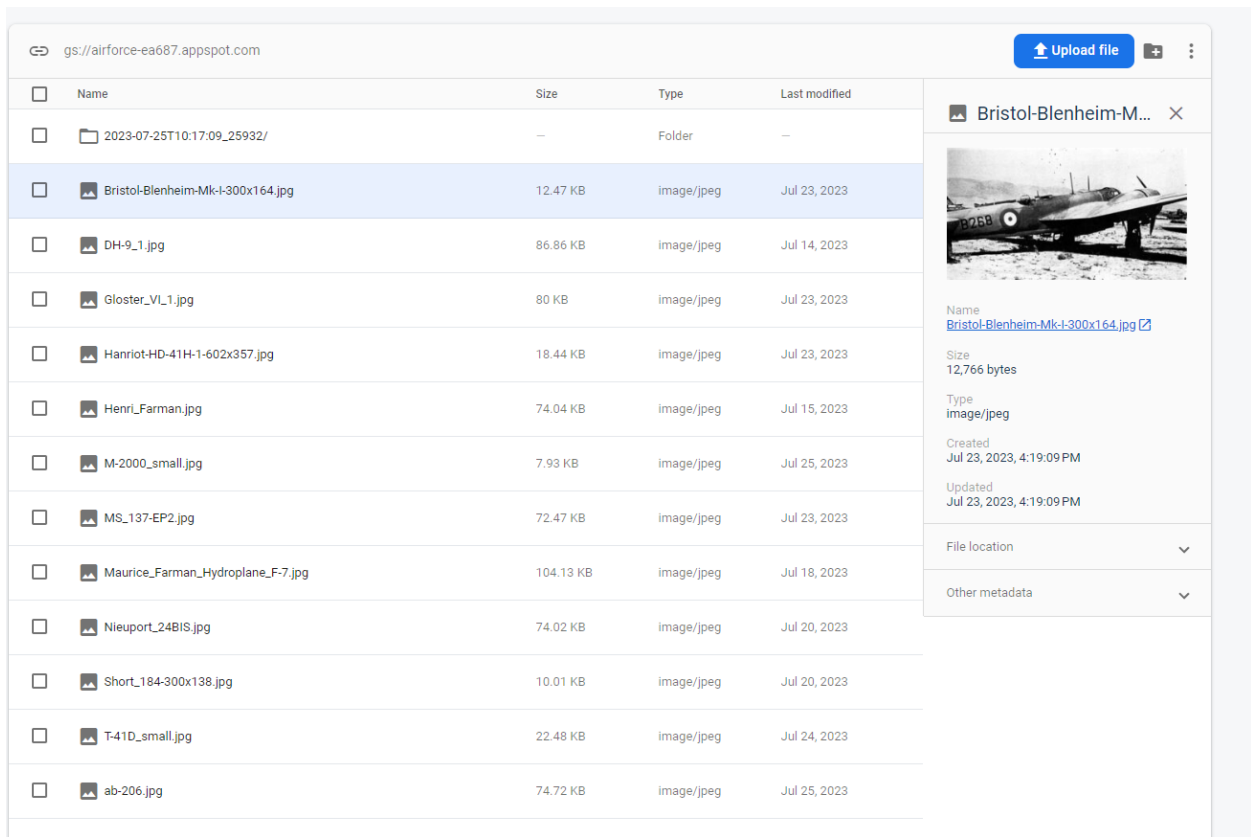 gs://airforce-ea687.appspot.com
Upload file
Name Size Type Last modified
2023-07-25T10:17:09_25932/ — Folder —
Bristol-Blenheim-Mk-I-300x164.jpg 12.47 KB image/jpeg Jul 23, 2023
DH-9_1.jpg 86.86 KB image/jpeg Jul 14, 2023
Gloster_VI_1.jpg 80 KB image/jpeg Jul 23, 2023
Hanriot-HD-41H-1-602x357.jpg 18.44 KB image/jpeg Jul 23, 2023
Henri_Farman.jpg 74.04 KB image/jpeg Jul 15, 2023
M-2000_small.jpg 7.93 KB image/jpeg Jul 25, 2023
MS_137-EP2.jpg 72.47 KB image/jpeg Jul 23, 2023
Maurice_Farman_Hydroplane_F-7.jpg 104.13 KB image/jpeg Jul 18, 2023
Nieuport_24BIS.jpg 74.02 KB image/jpeg Jul 20, 2023
Short_184-300x138.jpg 10.01 KB image/jpeg Jul 20, 2023
T-41D_small.jpg 22.48 KB image/jpeg Jul 24, 2023
ab-206.jpg 74.72 KB image/jpeg Jul 25, 2023
Bristol-Blenheim-M...
8268
Name
Bristol-Blenheim-Mk-I-300x164.jpg
Size
12,766 bytes
Type
image/jpeg
Created
Jul 23, 2023, 4:19:09 PM
Updated
Jul 23, 2023, 4:19:09 PM
File location
Other metadata